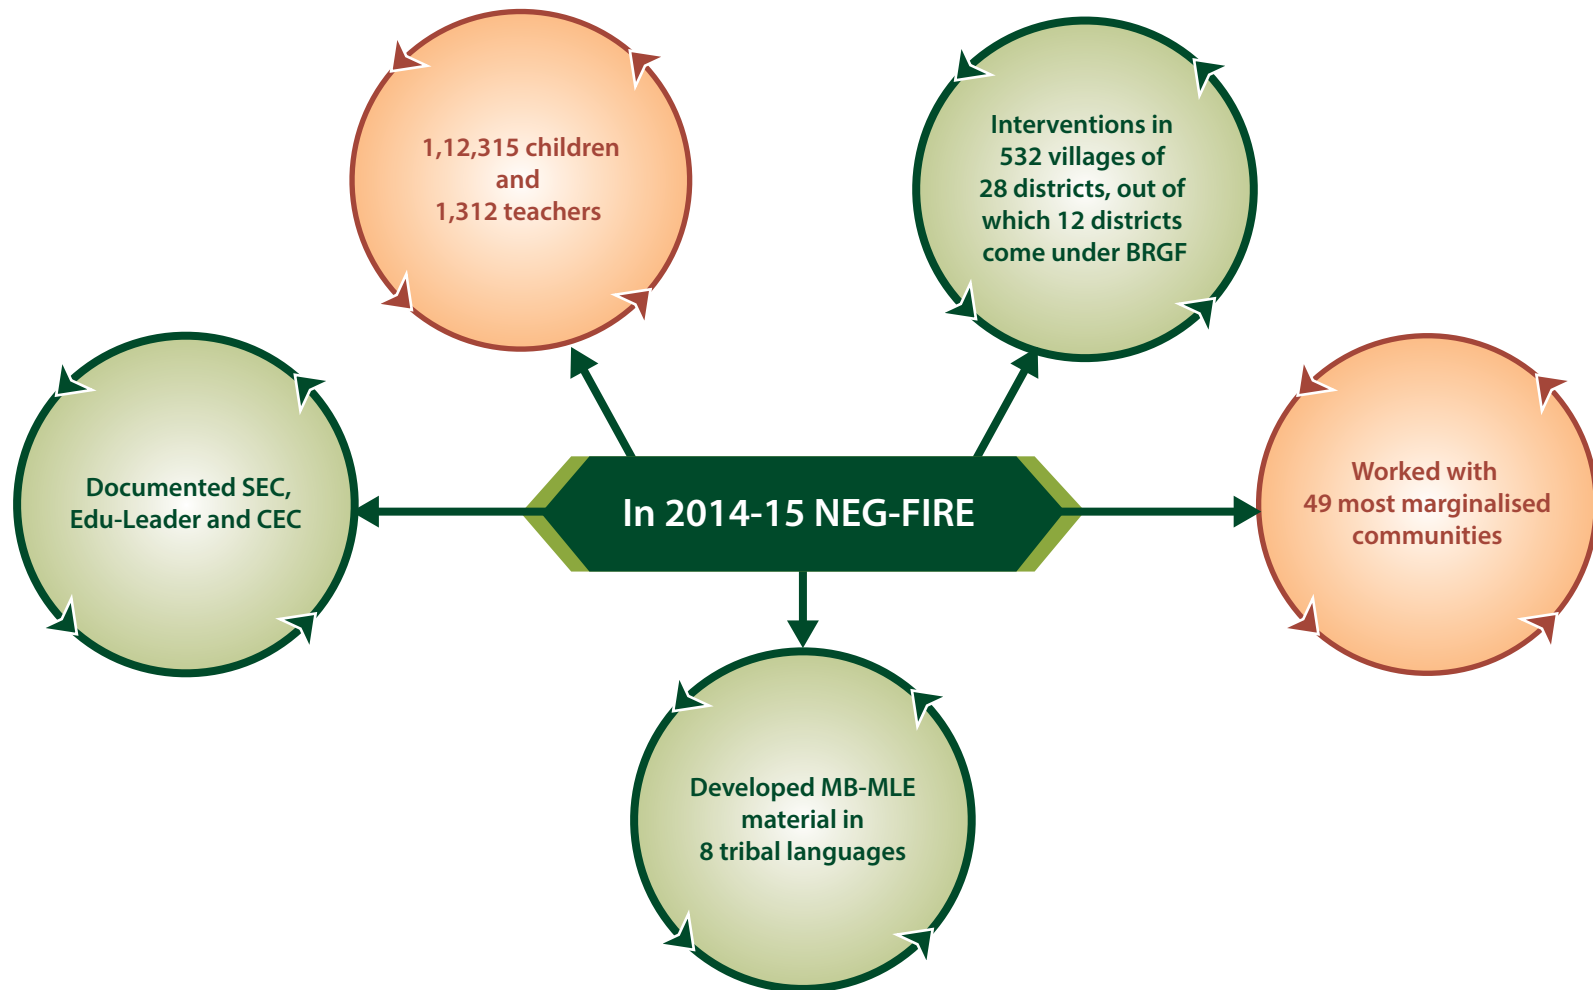 1,12,315 children
and
1,312 teachers
Interventions in
532 villages of
28 districts, out of
which 12 districts
come under BRGF
Documented SEC,
Edu-Leader and CEC
In 2014-15 NEG-FIRE
Worked with
49 most marginalised
communities
Developed MB-MLE
material in
8 tribal languages